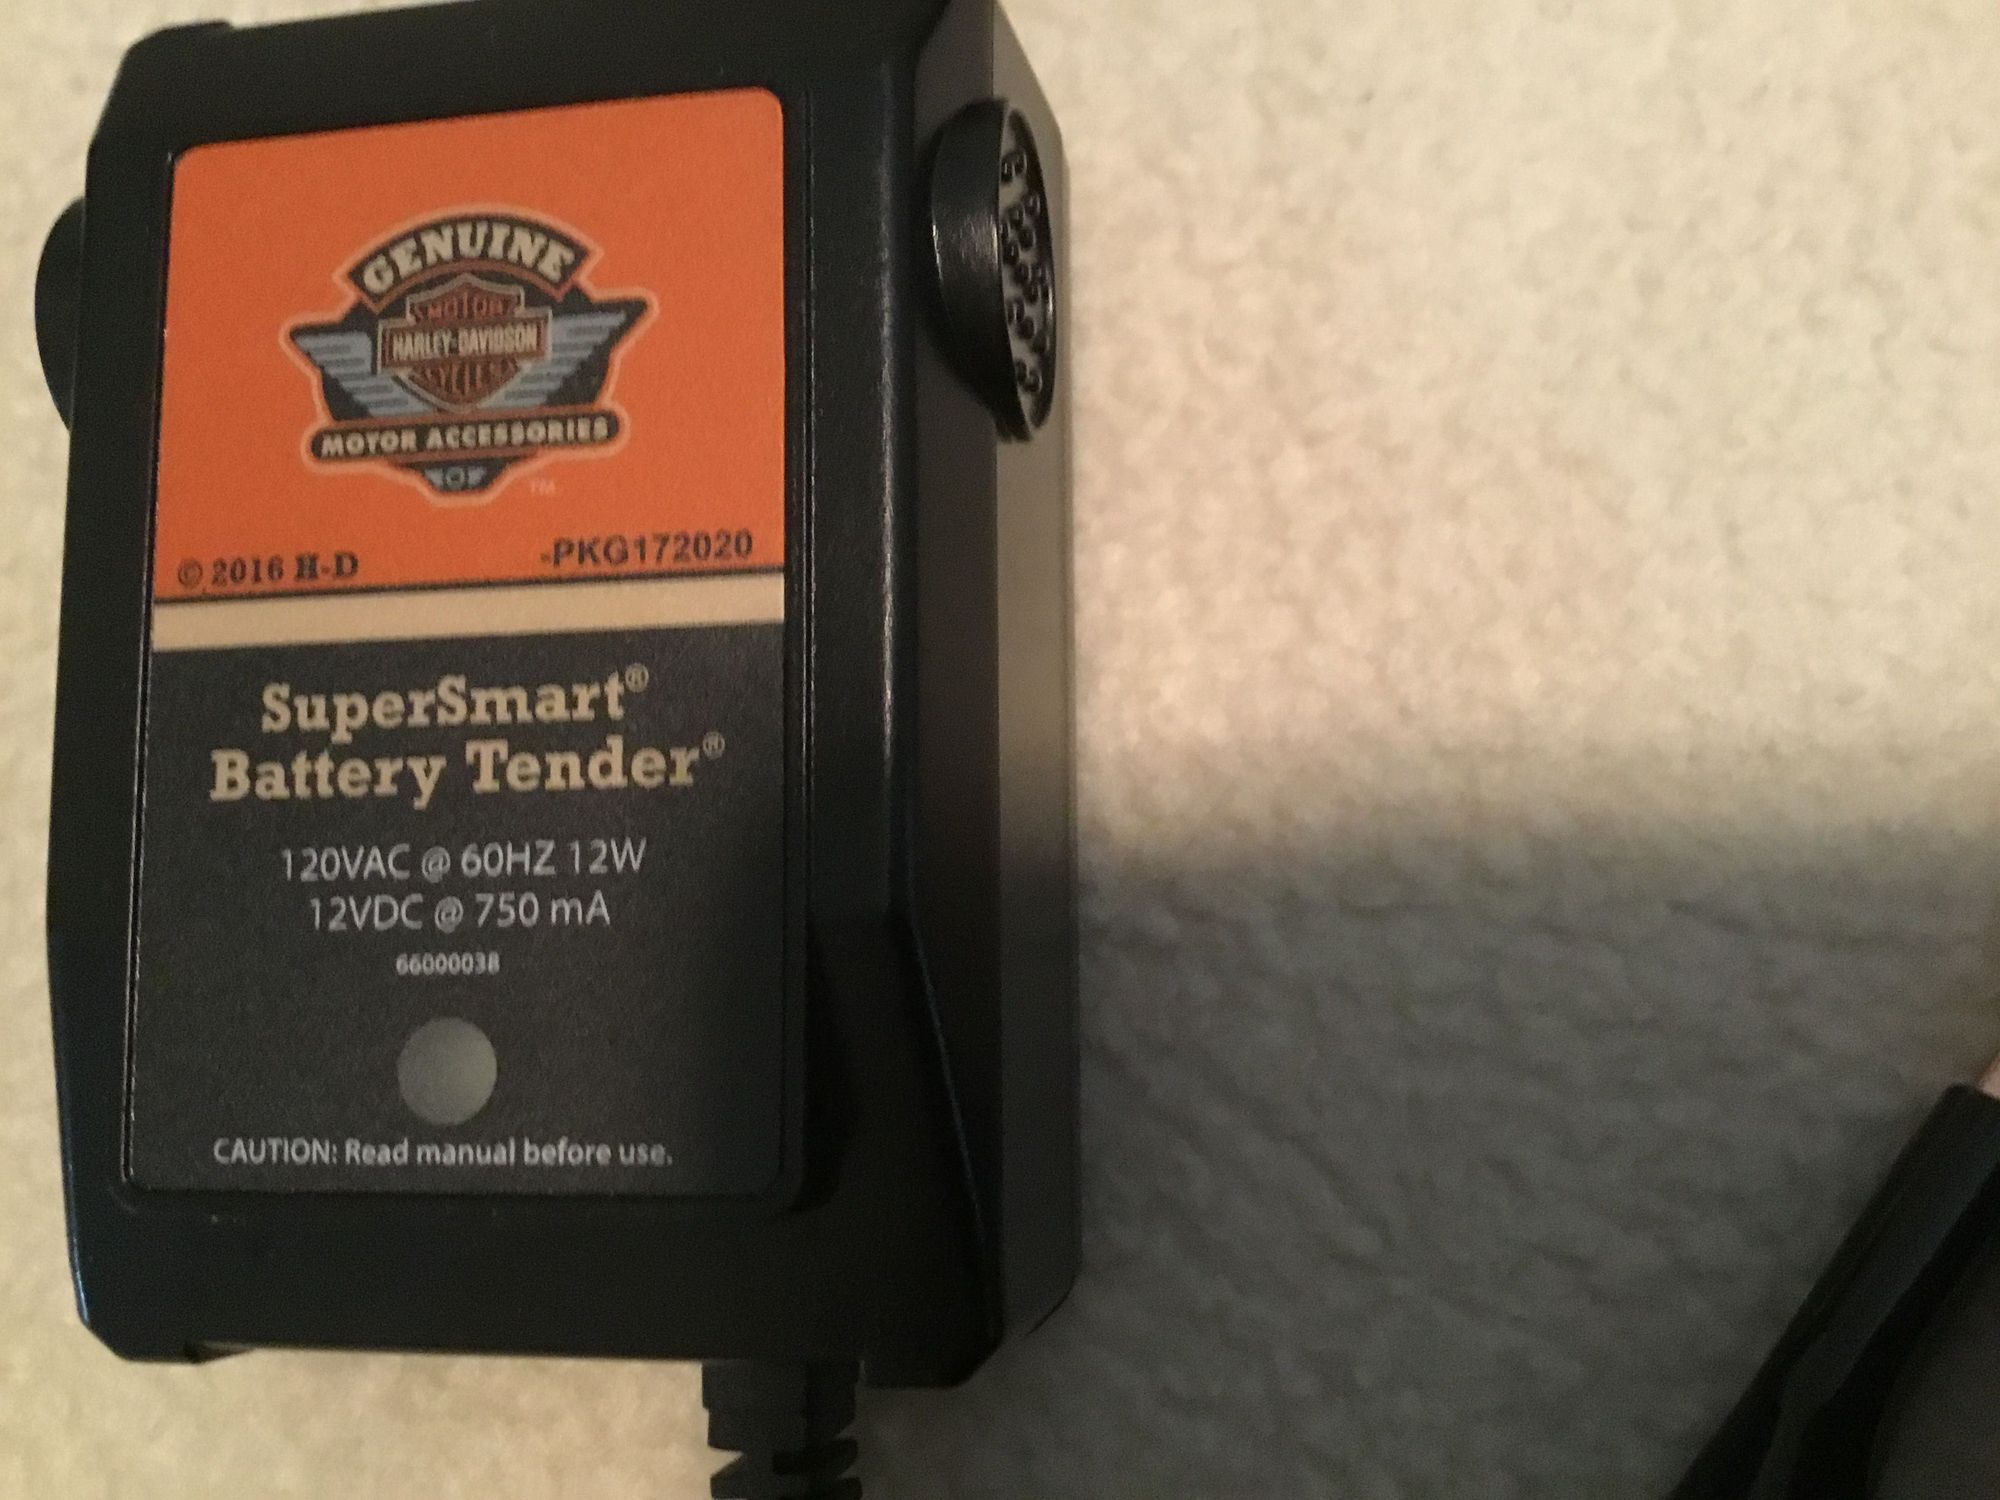 GENUINE
MOTOR
HARLEY-DAVIDSON
CYCLES
MOTOR ACCESSORIES
TM
© 2016 H-D
-PKG172020
SuperSmart®
Battery Tender®
120VAC @ 60HZ 12W
12VDC @ 750 mA
66000038
CAUTION: Read manual before use.